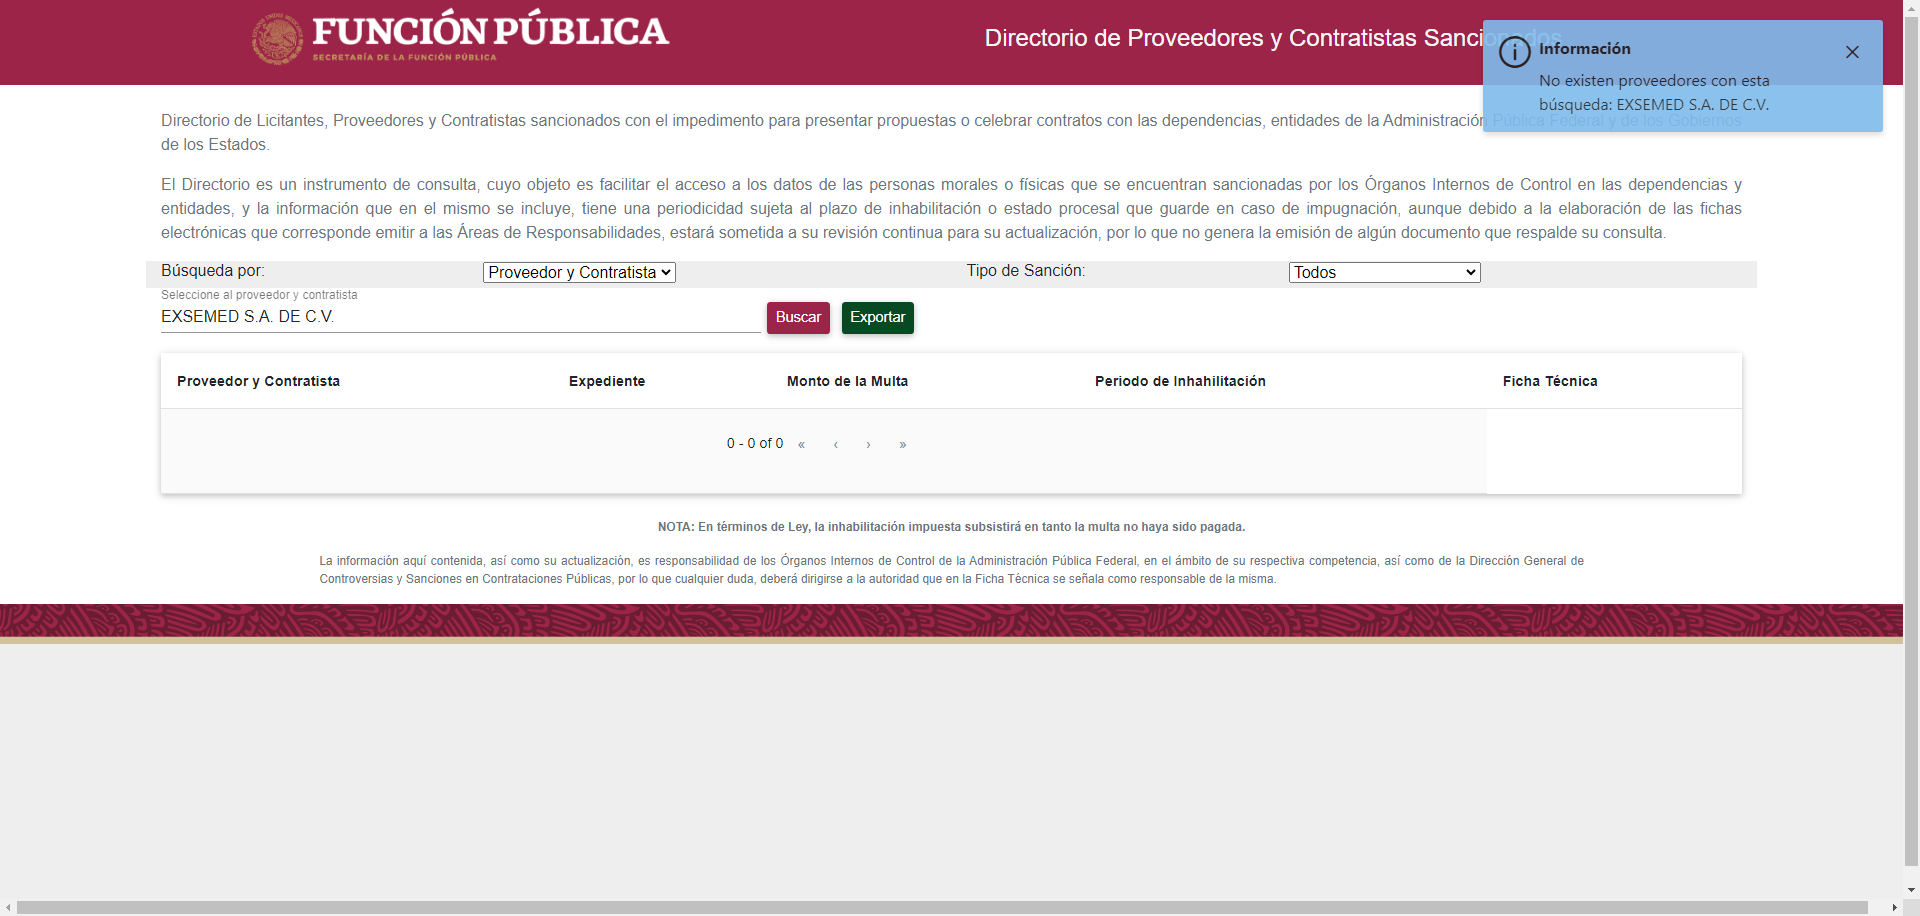 FUNCIÓN PÚBLICA
SECRETARÍA DE LA FUNCIÓN PÚBLICA
Directorio de Proveedores y Contratistas Sancionados
Información
No existen proveedores con esta
búsqueda: EXSEMED S.A. DE C.V.
Directorio de Licitantes, Proveedores y Contratistas sancionados con el impedimento para presentar propuestas o celebrar contratos con las dependencias, entidades de la Administración Pública Federal y de los Gobiernos
de los Estados.
El Directorio es un instrumento de consulta, cuyo objeto es facilitar el acceso a los datos de las personas morales o físicas que se encuentran sancionadas por los Órganos Internos de Control en las dependencias y
entidades, y la información que en el mismo se incluye, tiene una periodicidad sujeta al plazo de inhabilitación o estado procesal que guarde en caso de impugnación, aunque debido a la elaboración de las fichas
electrónicas que corresponde emitir a las Áreas de Responsabilidades, estará sometida a su revisión continua para su actualización, por lo que no genera la emisión de algún documento que respalde su consulta.
Búsqueda por: Proveedor y Contratista Tipo de Sanción: Todos
Seleccione al proveedor y contratista
EXSEMED S.A. DE C.V. Buscar Exportar
Proveedor y Contratista Expediente Monto de la Multa Periodo de Inhahilitación Ficha Técnica
0 - 0 of 0 « ‹ › »
NOTA: En términos de Ley, la inhabilitación impuesta subsistirá en tanto la multa no haya sido pagada.
La información aquí contenida, así como su actualización, es responsabilidad de los Órganos Internos de Control de la Administración Pública Federal, en el ámbito de su respectiva competencia, así como de la Dirección General de
Controversias y Sanciones en Contrataciones Públicas, por lo que cualquier duda, deberá dirigirse a la autoridad que en la Ficha Técnica se señala como responsable de la misma.